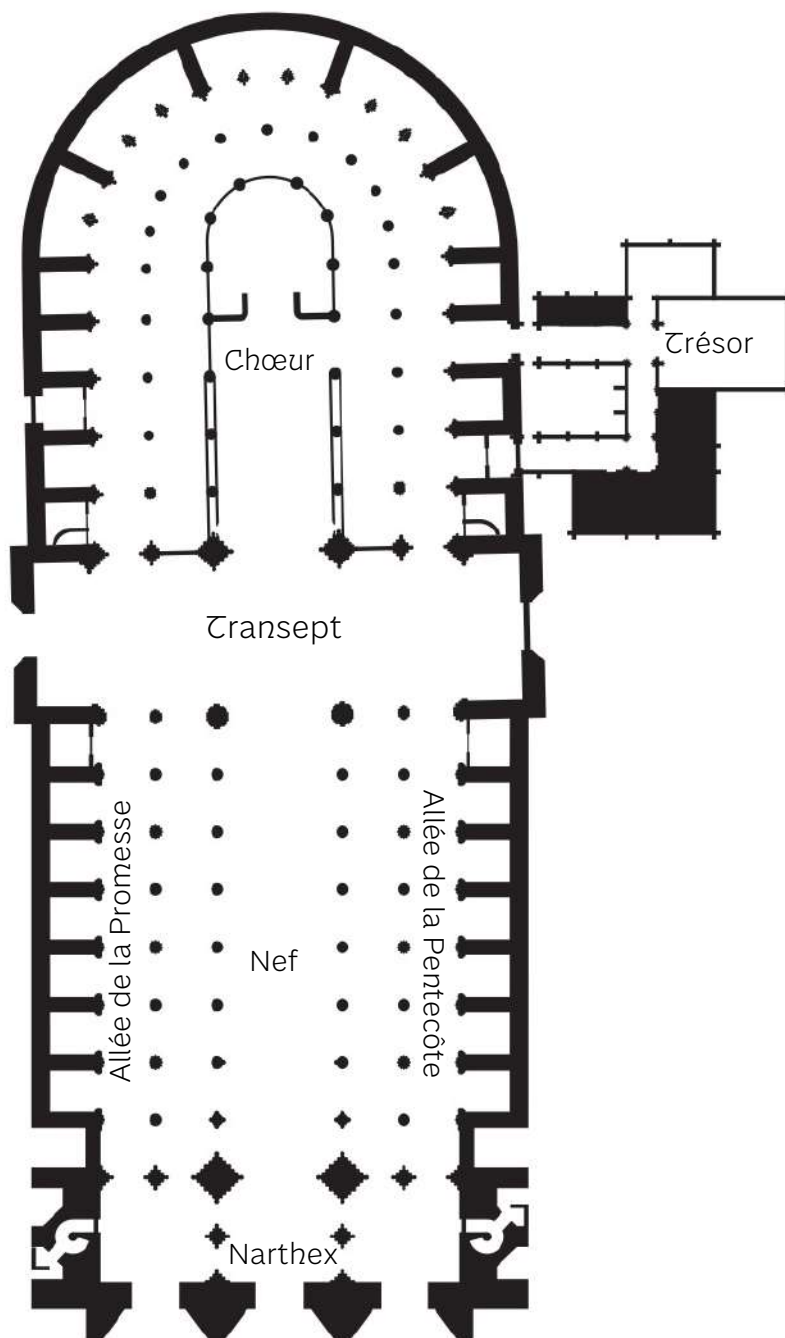 Chœur
Trésor
Transept
Allée de la Promesse
Allée de la Pentecôte
Nef
Narthex